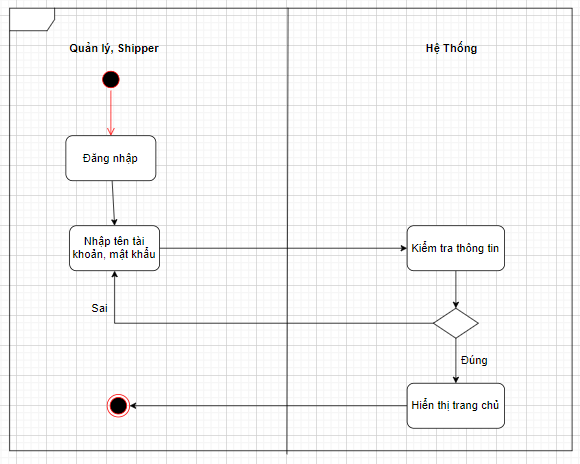 Quản lý, Shipper
Hệ Thống
Đăng nhập
Nhập tên tài
khoản, mật khẩu
Kiểm tra thông tin
Sai
Đúng
Hiển thị trang chủ